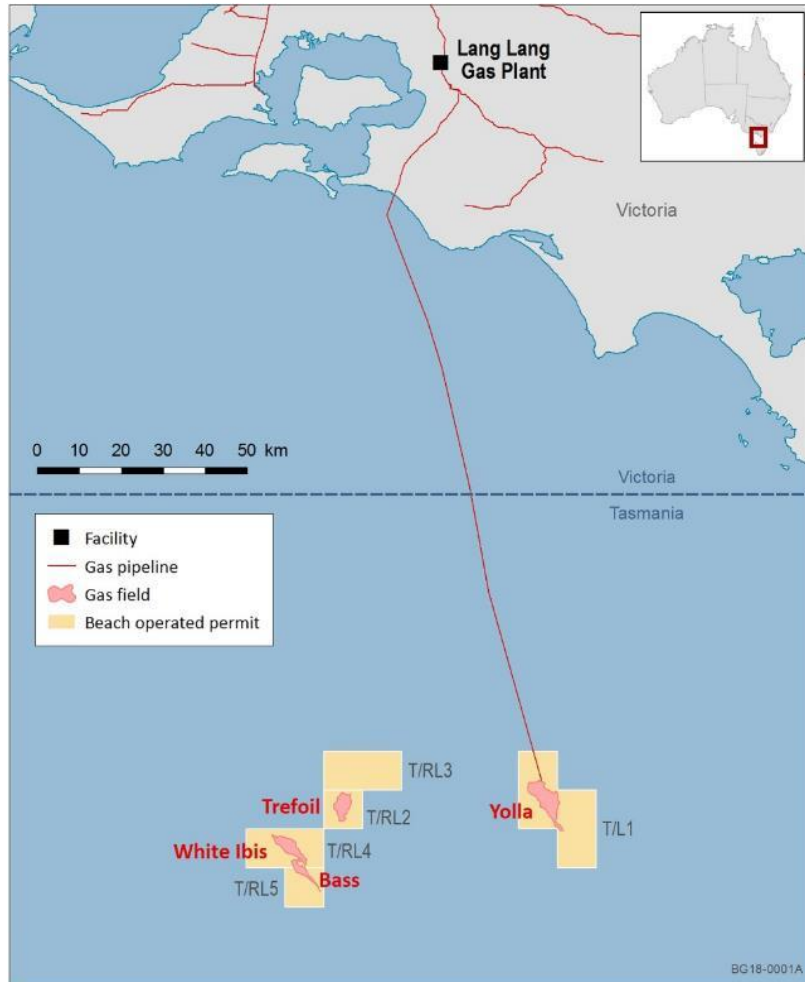 Lang Lang
Gas Plant
Victoria
0 10 20 30 40 50 km
Victoria
Tasmania
Facility
Gas pipeline
Gas field
Beach operated permit
T/RL3
Trefoil
T/RL2
Yolla
T/L1
White Ibis
T/RL4
T/RL5
Bass
BG18-0001A